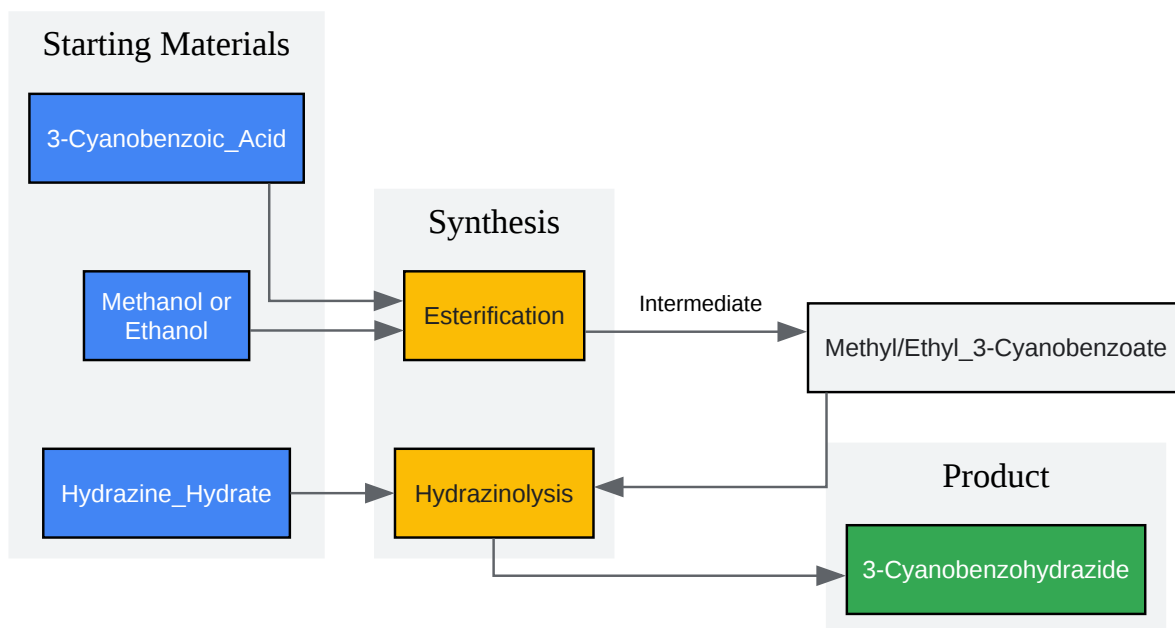 Starting Materials
3-Cyanobenzoic_Acid
Methanol or
Ethanol
Hydrazine_Hydrate
Synthesis
Esterification
Hydrazinolysis
Intermediate
Methyl/Ethyl_3-Cyanobenzoate
Product
3-Cyanobenzohydrazide